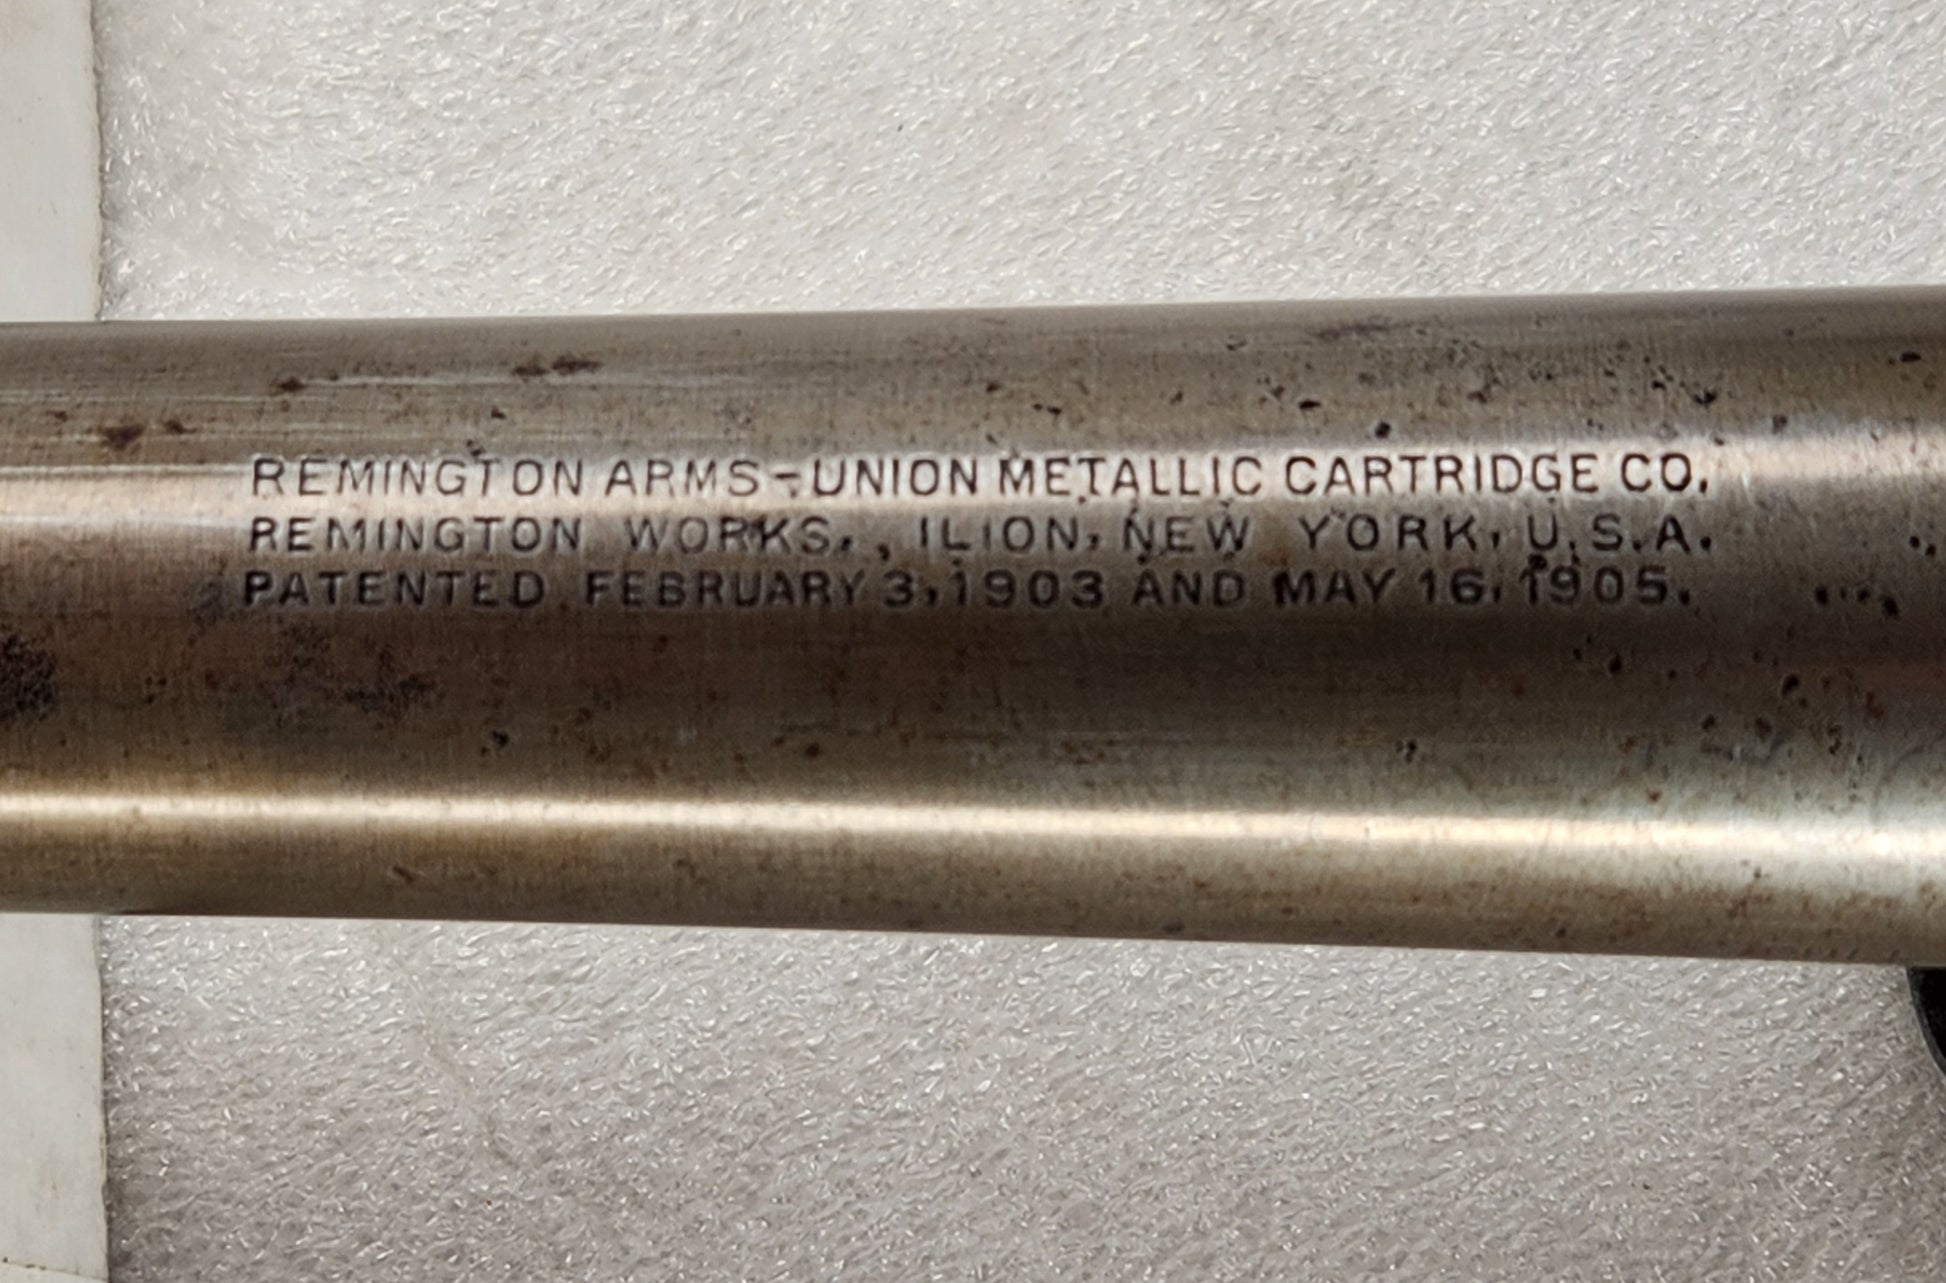 REMINGTON ARMS-UNION METALLIC CARTRIDGE CO.
REMINGTON WORKS., ILION, NEW YORK, U.S.A.
PATENTED FEBRUARY 3, 1903 AND MAY 16, 1905.